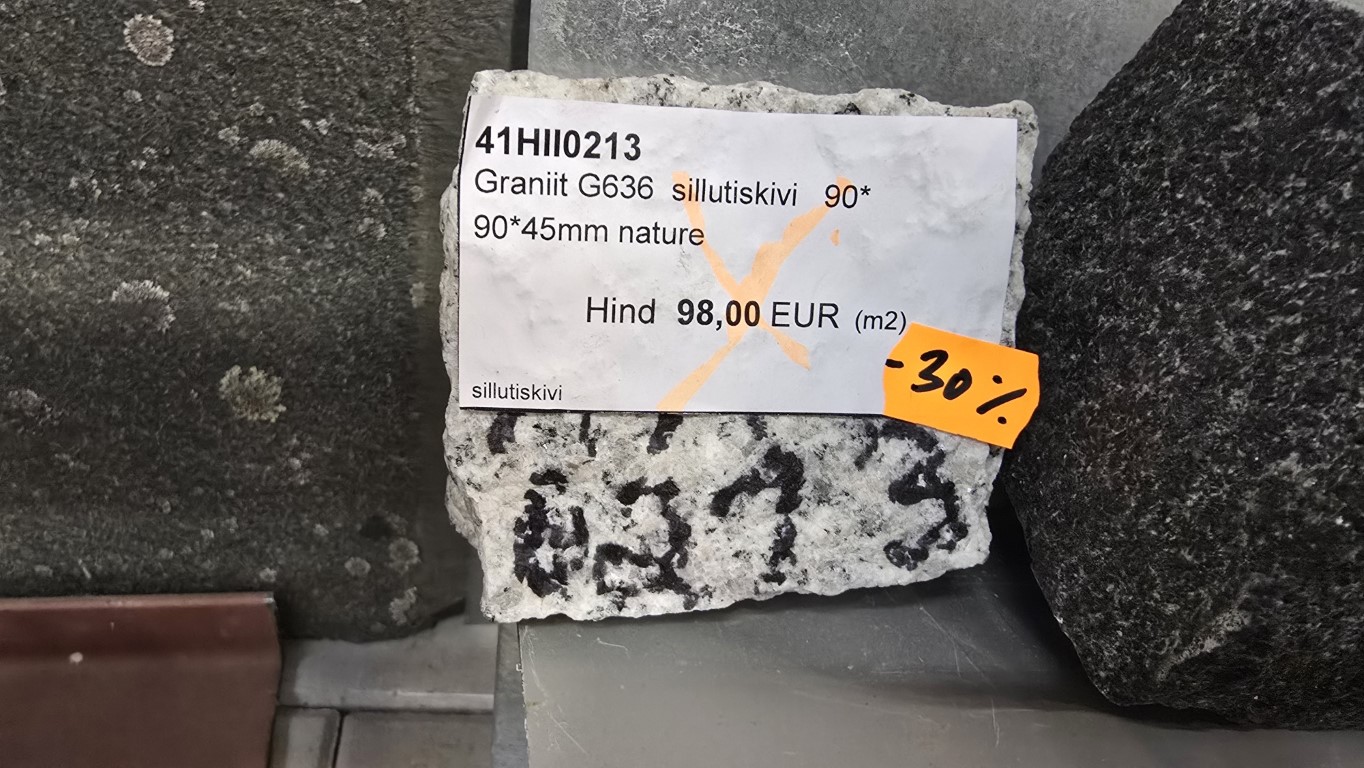 41HII0213
Graniit G636 sillutiskivi 90*
90*45mm nature
Hind 98,00 EUR (m2)
-30%
sillutiskivi